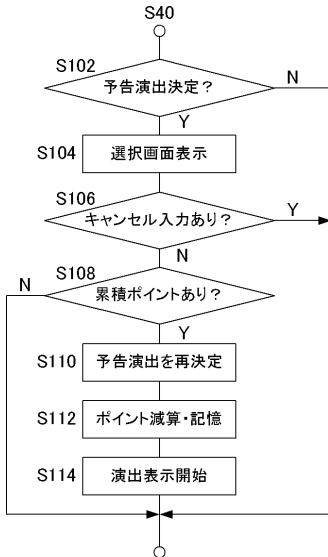 S40
S102
予告演出決定？
N
Y
S104
選択画面表示
S106
キャンセル入力あり？
Y
N
S108
N
累積ポイントあり？
Y
S110
予告演出を再決定
S112
ポイント減算・記憶
S114
演出表示開始